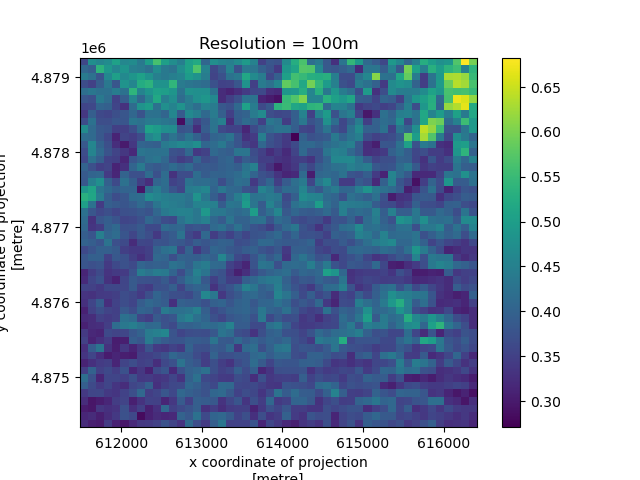 Resolution = 100m
1e6
4.879
4.878
4.877
4.876
4.875
y coordinate of projection
[metre]
612000 613000 614000 615000 616000
x coordinate of projection
[metre]
0.65
0.60
0.55
0.50
0.45
0.40
0.35
0.30